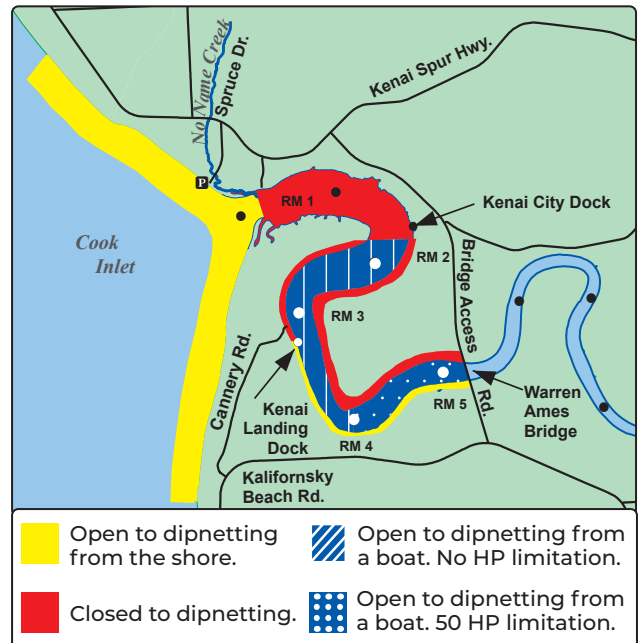 No Name Creek
Spruce Dr.
Kenai Spur Hwy.
P
RM 1
Kenai City Dock
Cook
Inlet
RM 2
Bridge Access
Rd.
RM 3
Cannery Rd.
Kenai
Landing
Dock
RM 4
RM 5
Warren
Ames
Bridge
Kalifornsky
Beach Rd.
Open to dipnetting
from the shore.
Open to dipnetting from
a boat. No HP limitation.
Closed to dipnetting.
Open to dipnetting from
a boat. 50 HP limitation.